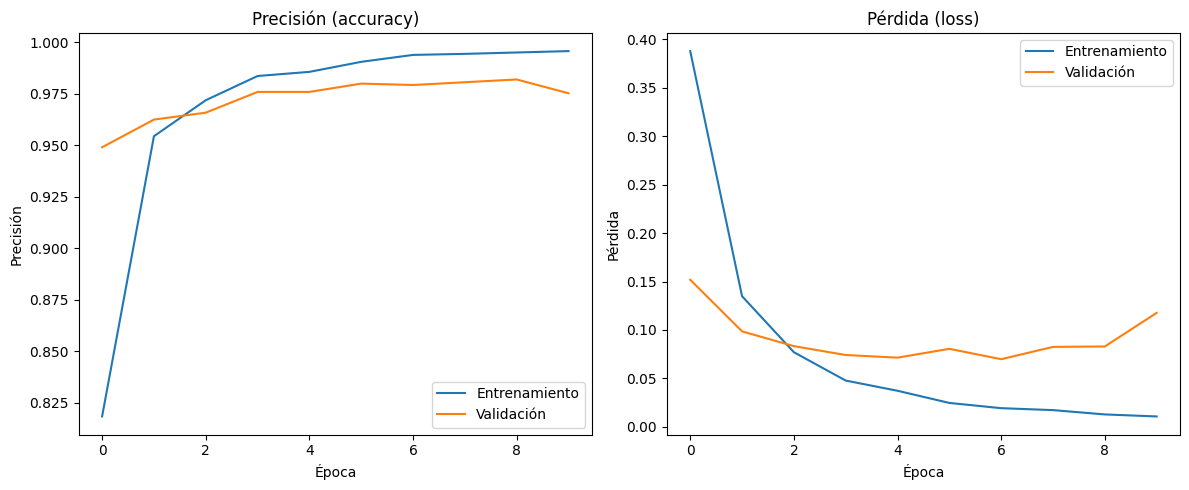 Precisión (accuracy)
1.000
0.975
0.950
0.925
0.900
0.875
0.850
0.825
Precisión
0 2 4 6 8
Época
Entrenamiento
Validación
Pérdida (loss)
0.40
0.35
0.30
0.25
0.20
0.15
0.10
0.05
0.00
Pérdida
0 2 4 6 8
Época
Entrenamiento
Validación